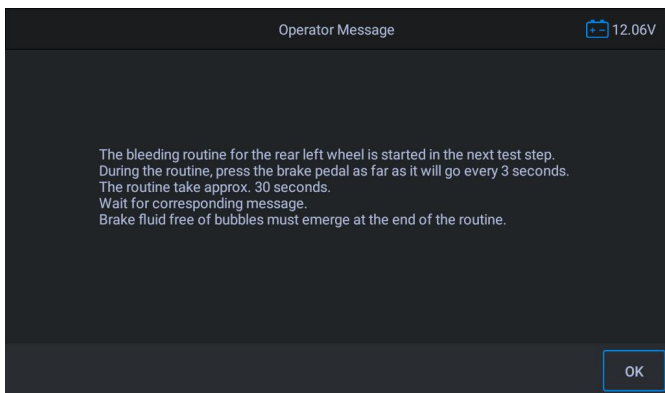 Operator Message
12.06V
The bleeding routine for the rear left wheel is started in the next test step.
During the routine, press the brake pedal as far as it will go every 3 seconds.
The routine take approx. 30 seconds.
Wait for corresponding message.
Brake fluid free of bubbles must emerge at the end of the routine.
OK